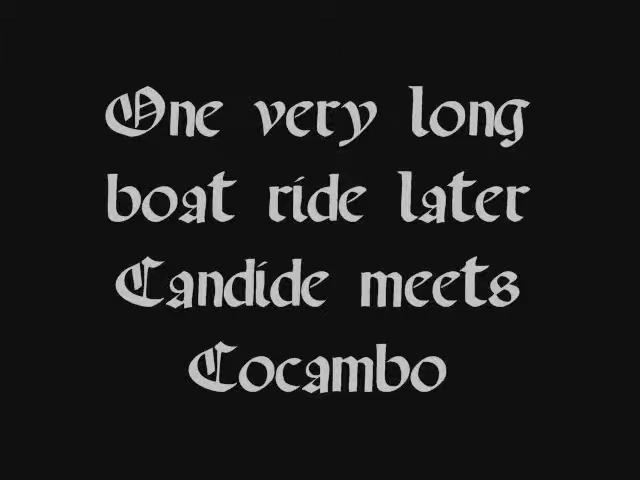 One very long
boat ride later
Candide meets
Cocambo